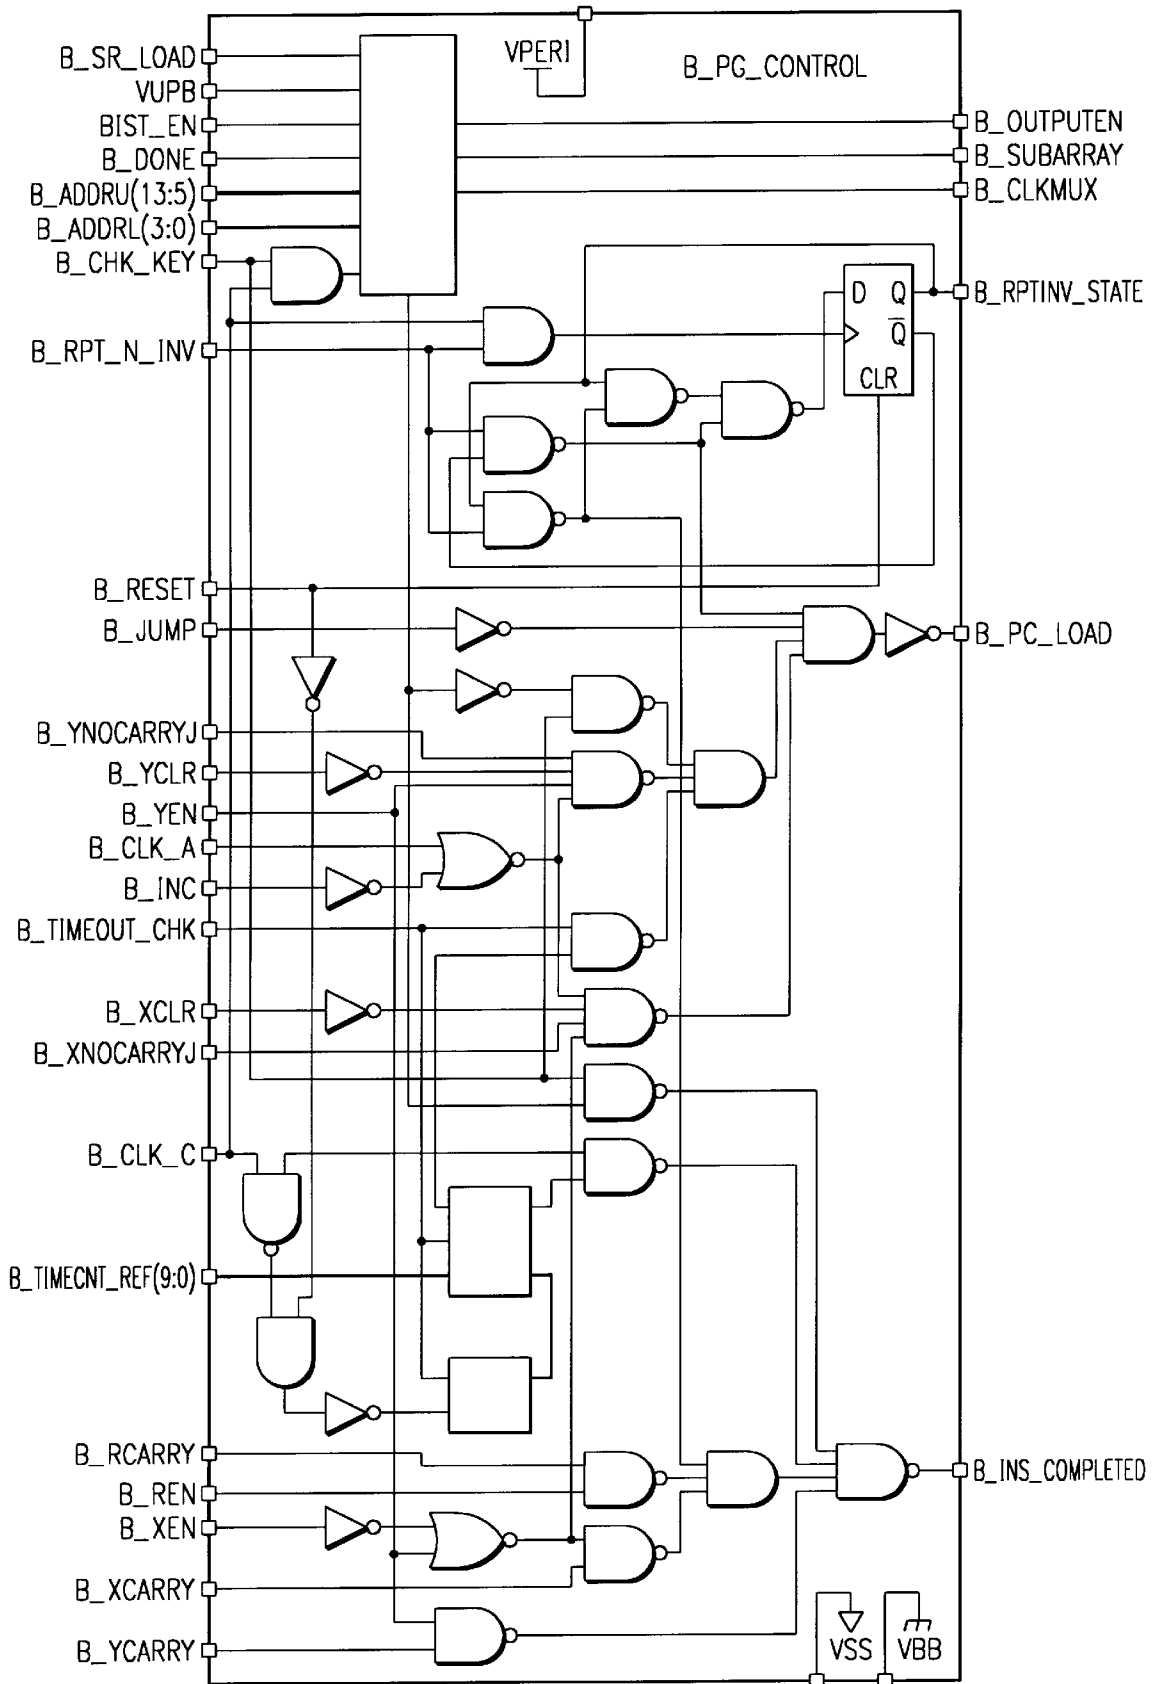 B_SR_LOAD
VUPB
BIST_EN
B_DONE
B_ADDRU(13:5)
B_ADDRL(3:0)
B_CHK_KEY
B_RPT_N_INV
B_RESET
B_JUMP
B_YNOCARRYJ
B_YCLR
B_YEN
B_CLK_A
B_INC
B_TIMEOUT_CHK
B_XCLR
B_XNOCARRYJ
B_CLK_C
B_TIMECNT_REF(9:0)
B_RCARRY
B_REN
B_XEN
B_XCARRY
B_YCARRY
VPERI
B_PG_CONTROL
D Q
Q̅
CLR
VSS
VBB
B_OUTPUTEN
B_SUBARRAY
B_CLKMUX
B_RPTINV_STATE
B_PC_LOAD
B_INS_COMPLETED